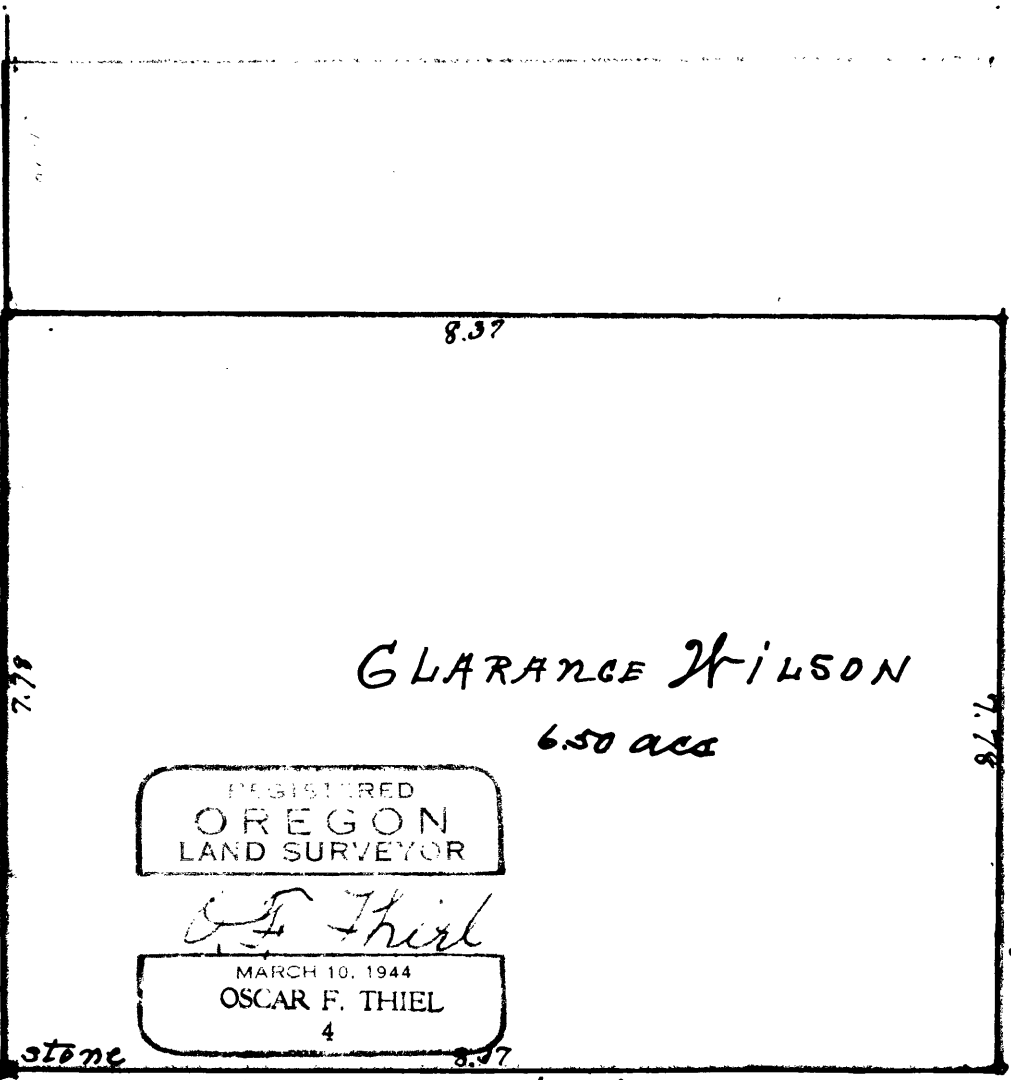 8.37
7.78
GLARANCE WILSON
7.78
6.50 acs
REGISTERED
OREGON
LAND SURVEYOR
O F Thiel
MARCH 10, 1944
OSCAR F. THIEL
4
stone
8.37